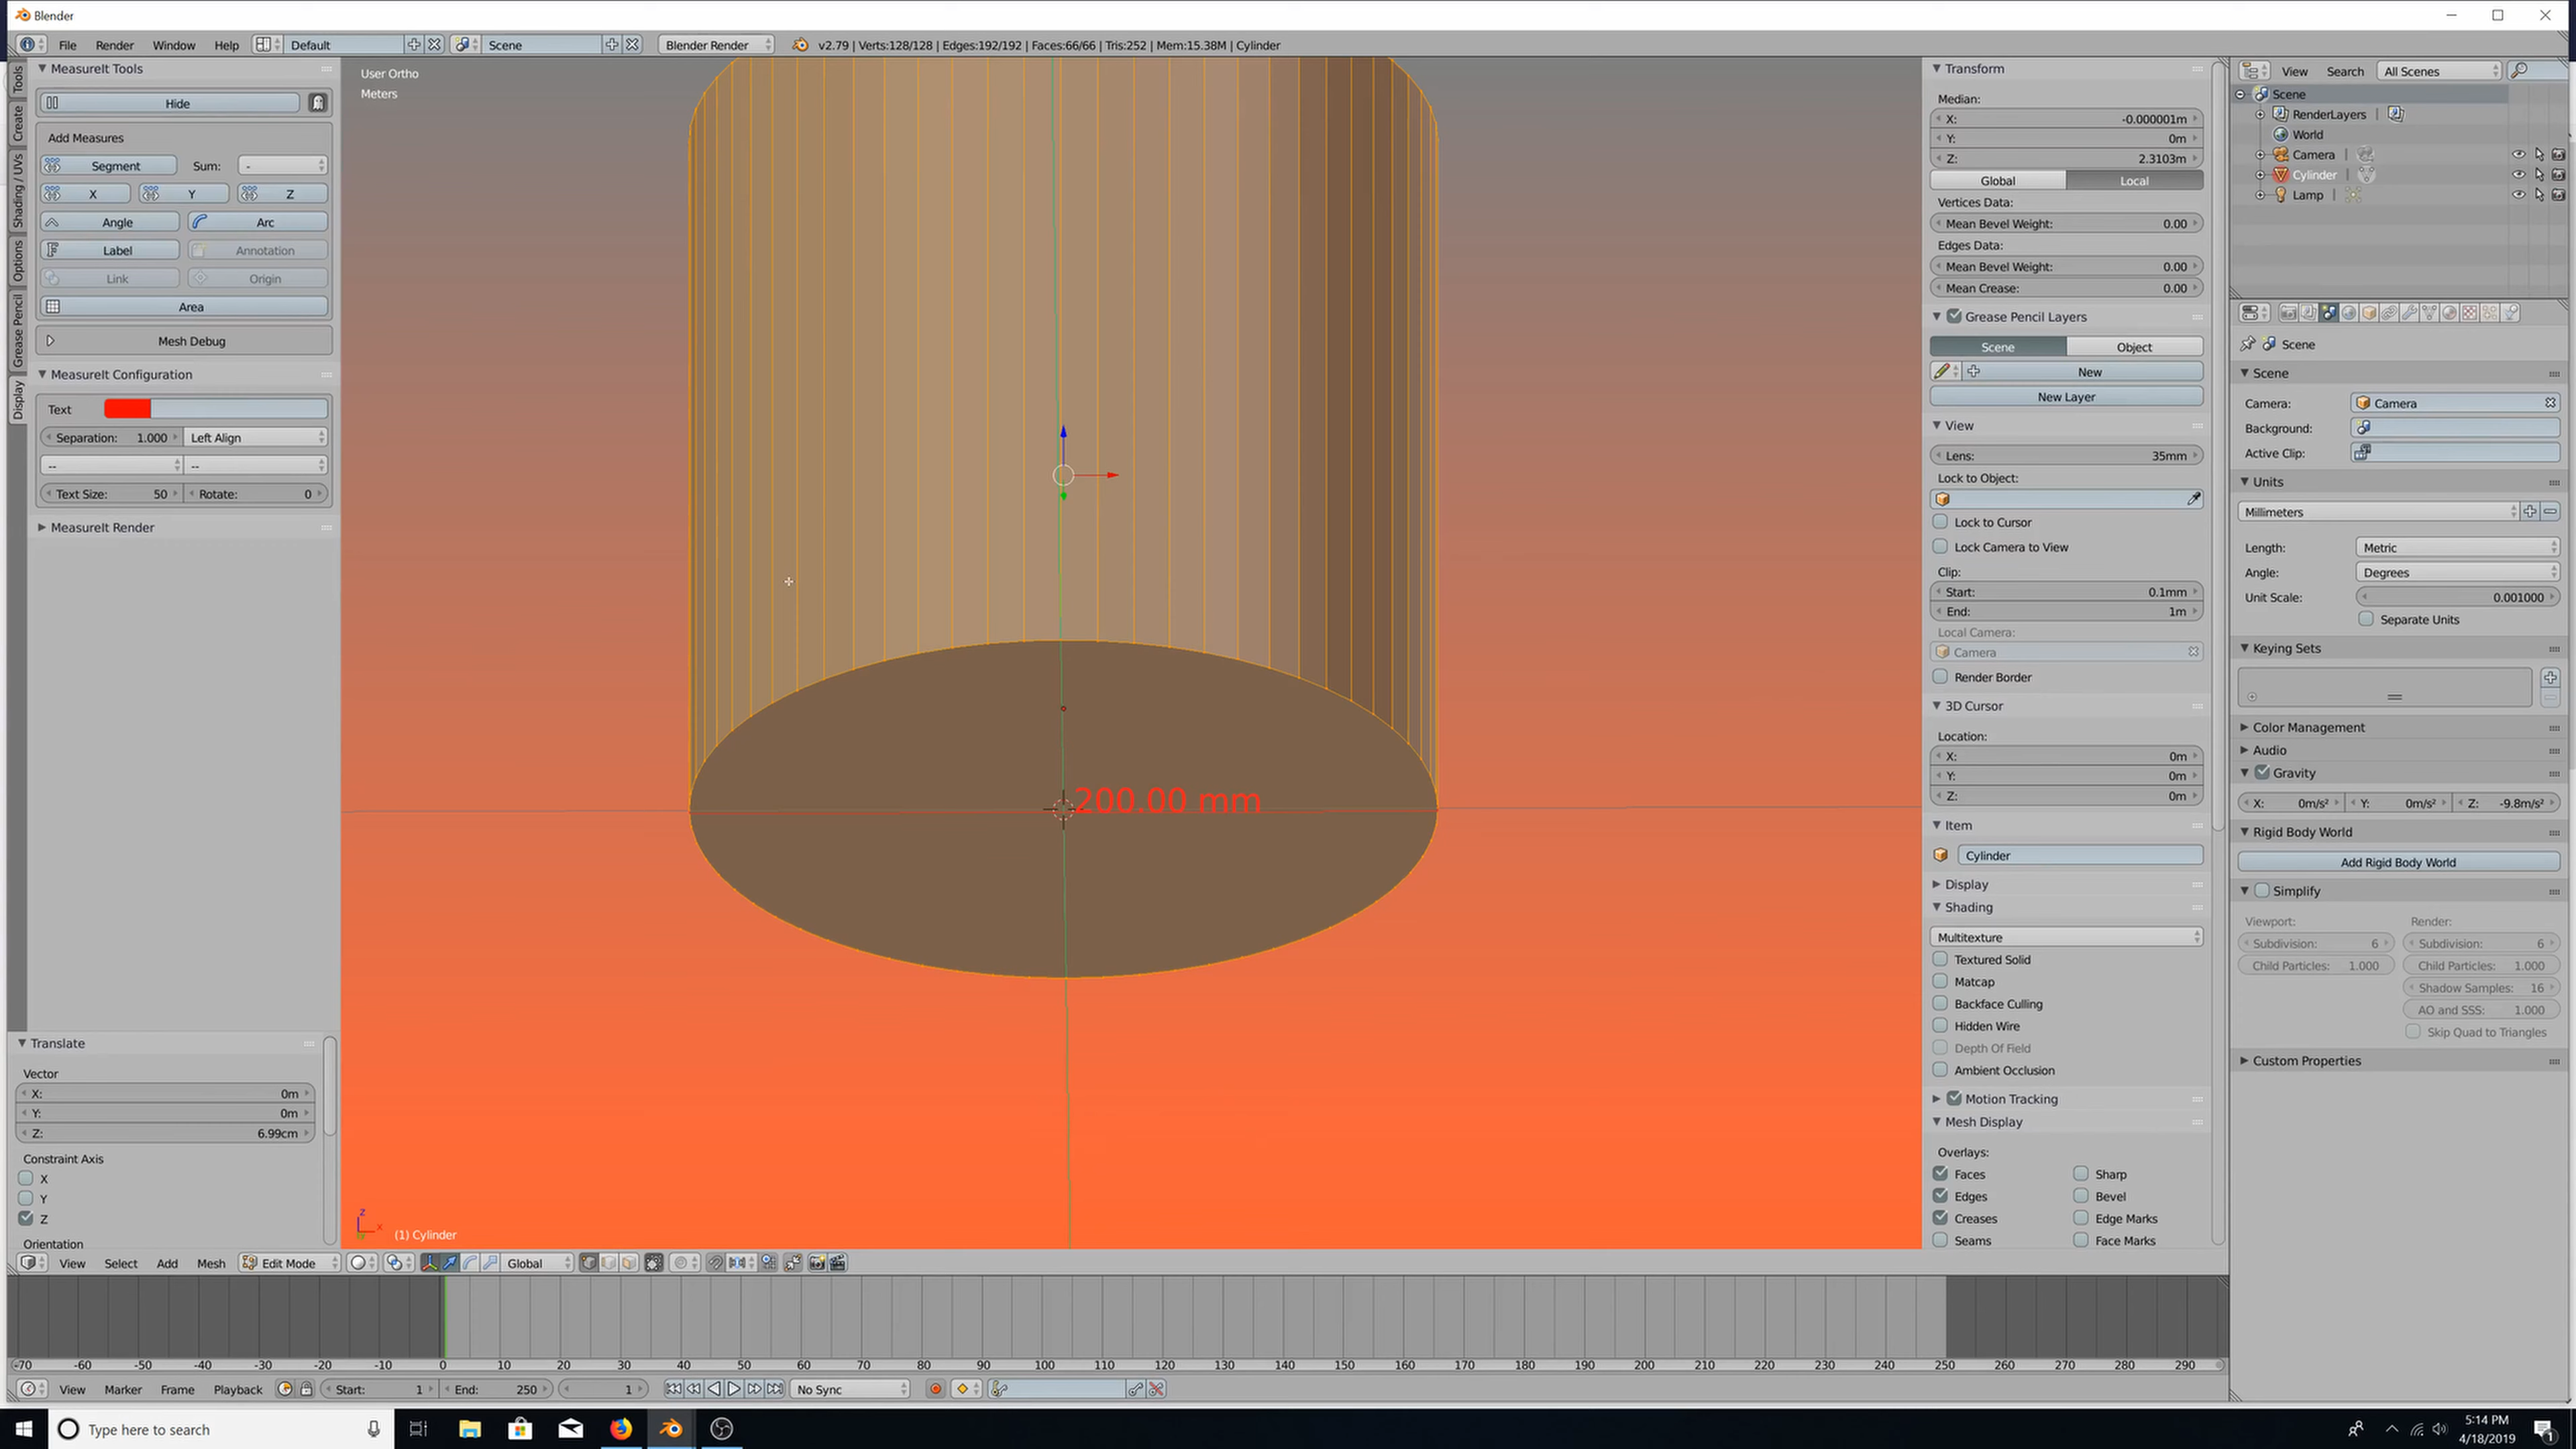 Blender
File Render Window Help Default Scene Blender Render v2.79 | Verts:128/128 | Edges:192/192 | Faces:66/66 | Tris:252 | Mem:15.38M | Cylinder
Tools
Create
Shading / UVs
Options
Grease Pencil
Display
MeasureIt Tools
Hide
Add Measures
Segment Sum: -
X Y Z
Angle Arc
Label Annotation
Link Origin
Area
Mesh Debug
MeasureIt Configuration
Text
Separation: 1.000 Left Align
-- --
Text Size: 50 Rotate: 0
MeasureIt Render
Translate
Vector
X: 0m
Y: 0m
Z: 6.99cm
Constraint Axis
X
Y
Z
Orientation
User Ortho
Meters
200.00 mm
(1) Cylinder
View Select Add Mesh Edit Mode Global
Transform
Median:
X: -0.000001m
Y: 0m
Z: 2.3103m
Global Local
Vertices Data:
Mean Bevel Weight: 0.00
Edges Data:
Mean Bevel Weight: 0.00
Mean Crease: 0.00
Grease Pencil Layers
Scene Object
New
New Layer
View
Lens: 35mm
Lock to Object:
Lock to Cursor
Lock Camera to View
Clip:
Start: 0.1mm
End: 1m
Local Camera:
Camera
Render Border
3D Cursor
Location:
X: 0m
Y: 0m
Z: 0m
Item
Cylinder
Display
Shading
Multitexture
Textured Solid
Matcap
Backface Culling
Hidden Wire
Depth Of Field
Ambient Occlusion
Motion Tracking
Mesh Display
Overlays:
Faces Sharp
Edges Bevel
Creases Edge Marks
Seams Face Marks
View Search All Scenes
Scene
RenderLayers
World
Camera
Cylinder
Lamp
Scene
Scene
Camera: Camera
Background:
Active Clip:
Units
Millimeters
Length: Metric
Angle: Degrees
Unit Scale: 0.001000
Separate Units
Keying Sets
Color Management
Audio
Gravity
X: 0m/s² Y: 0m/s² Z: -9.8m/s²
Rigid Body World
Add Rigid Body World
Simplify
Viewport: Render:
Subdivision: 6 Subdivision: 6
Child Particles: 1.000 Child Particles: 1.000
Shadow Samples: 16
AO and SSS: 1.000
Skip Quad to Triangles
Custom Properties
-70 -60 -50 -40 -30 -20 -10 0 10 20 30 40 50 60 70 80 90 100 110 120 130 140 150 160 170 180 190 200 210 220 230 240 250 260 270 280 290
View Marker Frame Playback Start: 1 End: 250 1 No Sync
Type here to search
5:14 PM
4/18/2019